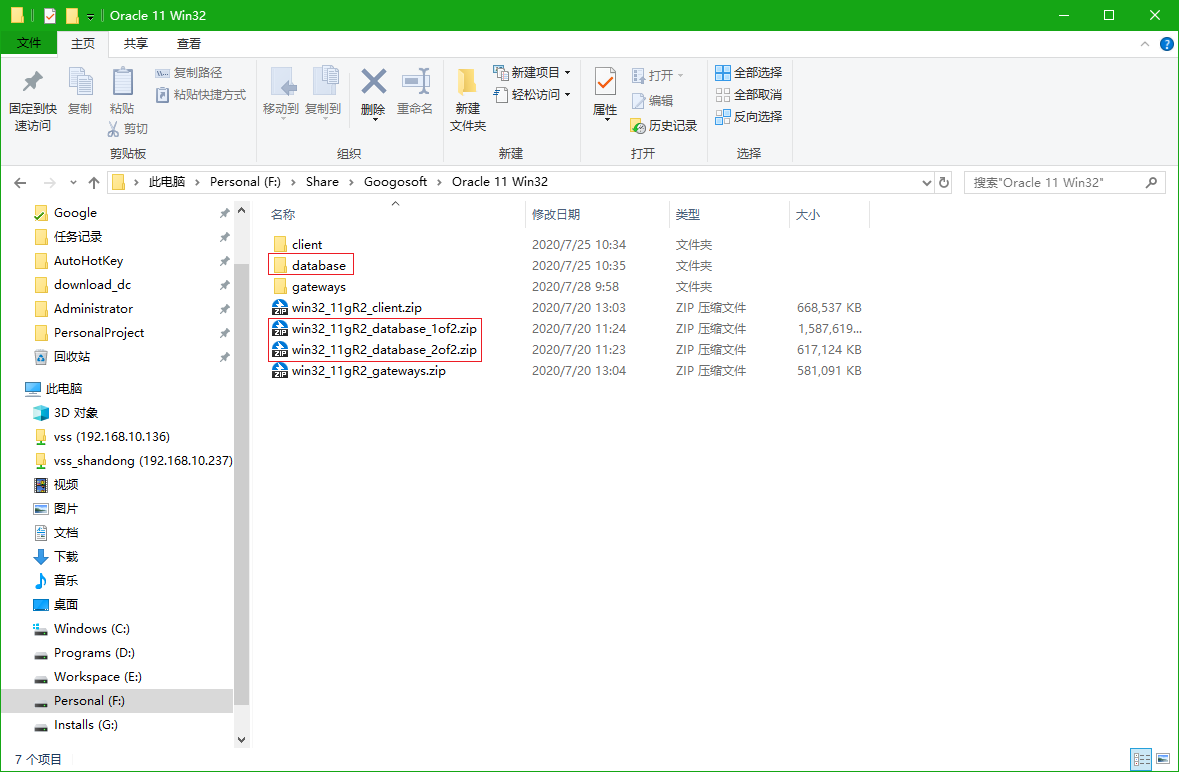 Oracle 11 Win32
文件 主页 共享 查看
固定到快速访问
复制
粘贴
复制路径
粘贴快捷方式
剪切
剪贴板
移动到
复制到
删除
重命名
组织
新建文件夹
新建项目
轻松访问
新建
属性
打开
编辑
历史记录
打开
全部选择
全部取消
反向选择
选择
此电脑 Personal (F:) Share Googosoft Oracle 11 Win32
搜索"Oracle 11 Win32"
Google
任务记录
AutoHotKey
download_dc
Administrator
PersonalProject
回收站
此电脑
3D 对象
vss (192.168.10.136)
vss_shandong (192.168.10.237)
视频
图片
文档
下载
音乐
桌面
Windows (C:)
Programs (D:)
Workspace (E:)
Personal (F:)
Installs (G:)
名称 修改日期 类型 大小
client 2020/7/25 10:34 文件夹
database 2020/7/25 10:35 文件夹
gateways 2020/7/28 9:58 文件夹
win32_11gR2_client.zip 2020/7/20 13:03 ZIP 压缩文件 668,537 KB
win32_11gR2_database_1of2.zip 2020/7/20 11:24 ZIP 压缩文件 1,587,619...
win32_11gR2_database_2of2.zip 2020/7/20 11:23 ZIP 压缩文件 617,124 KB
win32_11gR2_gateways.zip 2020/7/20 13:04 ZIP 压缩文件 581,091 KB
7 个项目